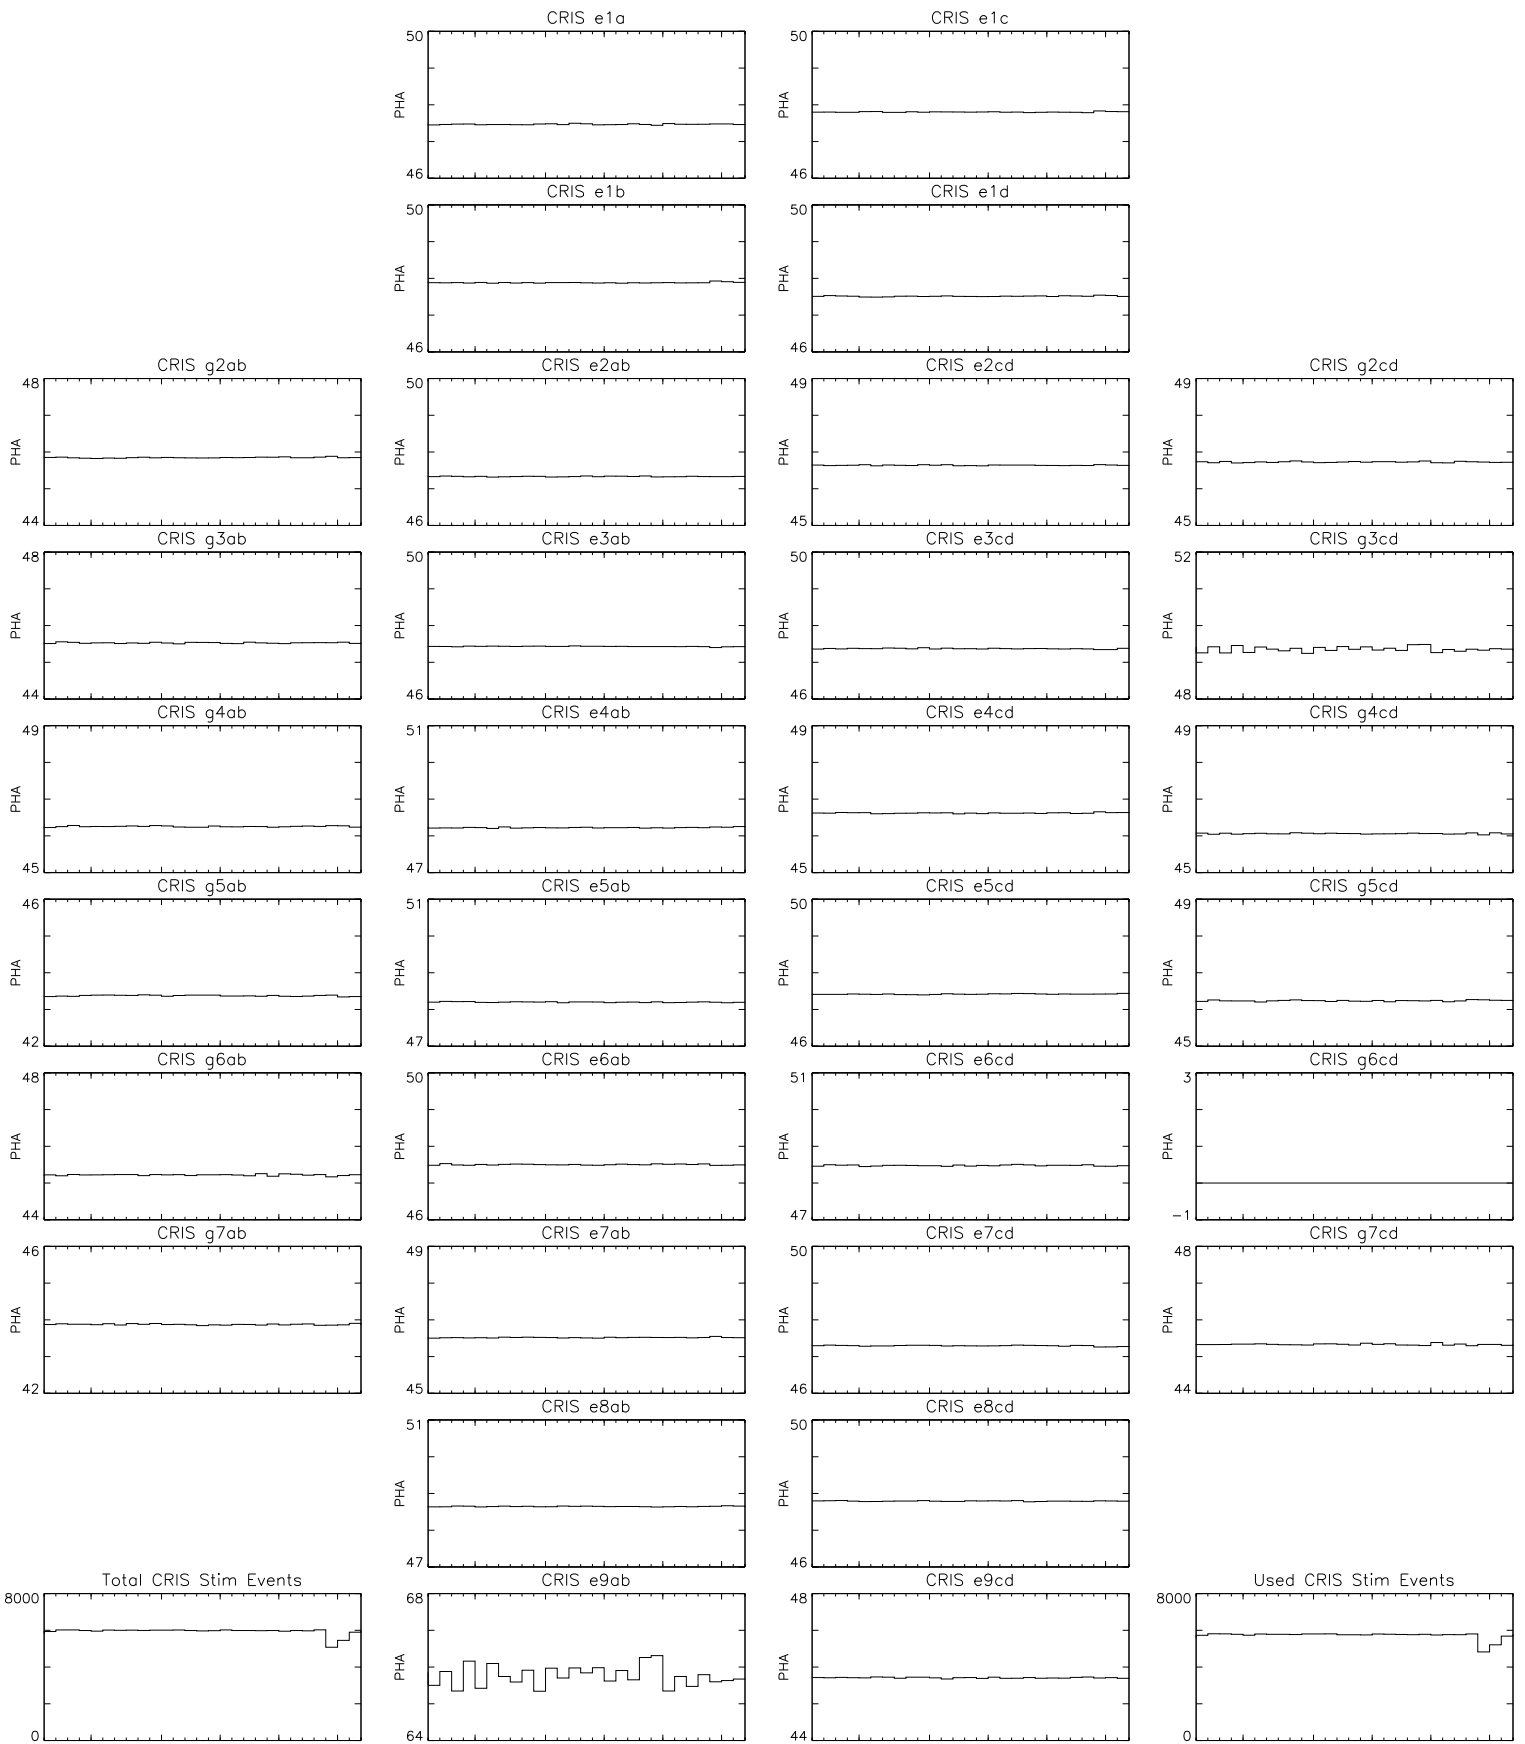 CRIS e1a CRIS e1c
50 50
PHA PHA
46 46
CRIS e1b CRIS e1d
50 50
PHA PHA
46 46
CRIS g2ab CRIS e2ab CRIS e2cd CRIS g2cd
48 50 49 49
PHA PHA PHA PHA
44 46 45 45
CRIS g3ab CRIS e3ab CRIS e3cd CRIS g3cd
48 50 50 52
PHA PHA PHA PHA
44 46 46 48
CRIS g4ab CRIS e4ab CRIS e4cd CRIS g4cd
49 51 49 49
PHA PHA PHA PHA
45 47 45 45
CRIS g5ab CRIS e5ab CRIS e5cd CRIS g5cd
46 51 50 49
PHA PHA PHA PHA
42 47 46 45
CRIS g6ab CRIS e6ab CRIS e6cd CRIS g6cd
48 50 51 3
PHA PHA PHA PHA
44 46 47 -1
CRIS g7ab CRIS e7ab CRIS e7cd CRIS g7cd
46 49 50 48
PHA PHA PHA PHA
42 45 46 44
CRIS e8ab CRIS e8cd
51 50
PHA PHA
47 46
Total CRIS Stim Events CRIS e9ab CRIS e9cd Used CRIS Stim Events
8000 68 48 8000
PHA PHA
0 64 44 0